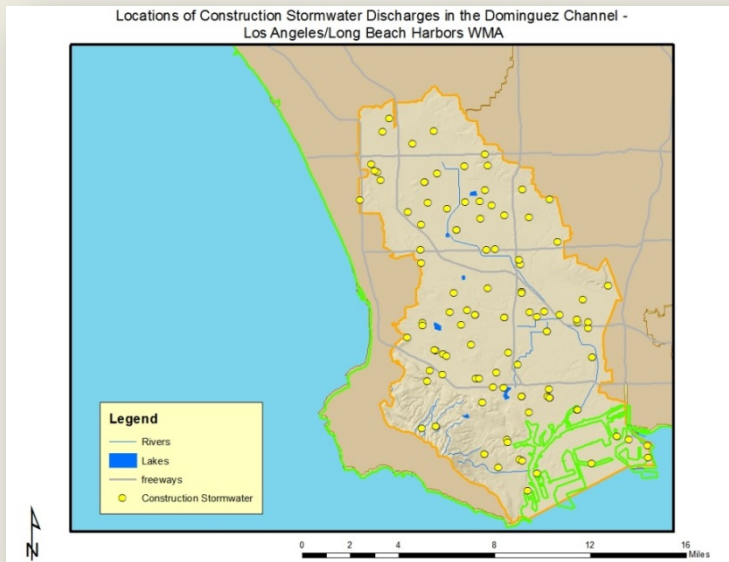 Locations of Construction Stormwater Discharges in the Dominguez Channel -
Los Angeles/Long Beach Harbors WMA
Legend
Rivers
Lakes
freeways
Construction Stormwater
N
0 2 4 8 12 16
Miles